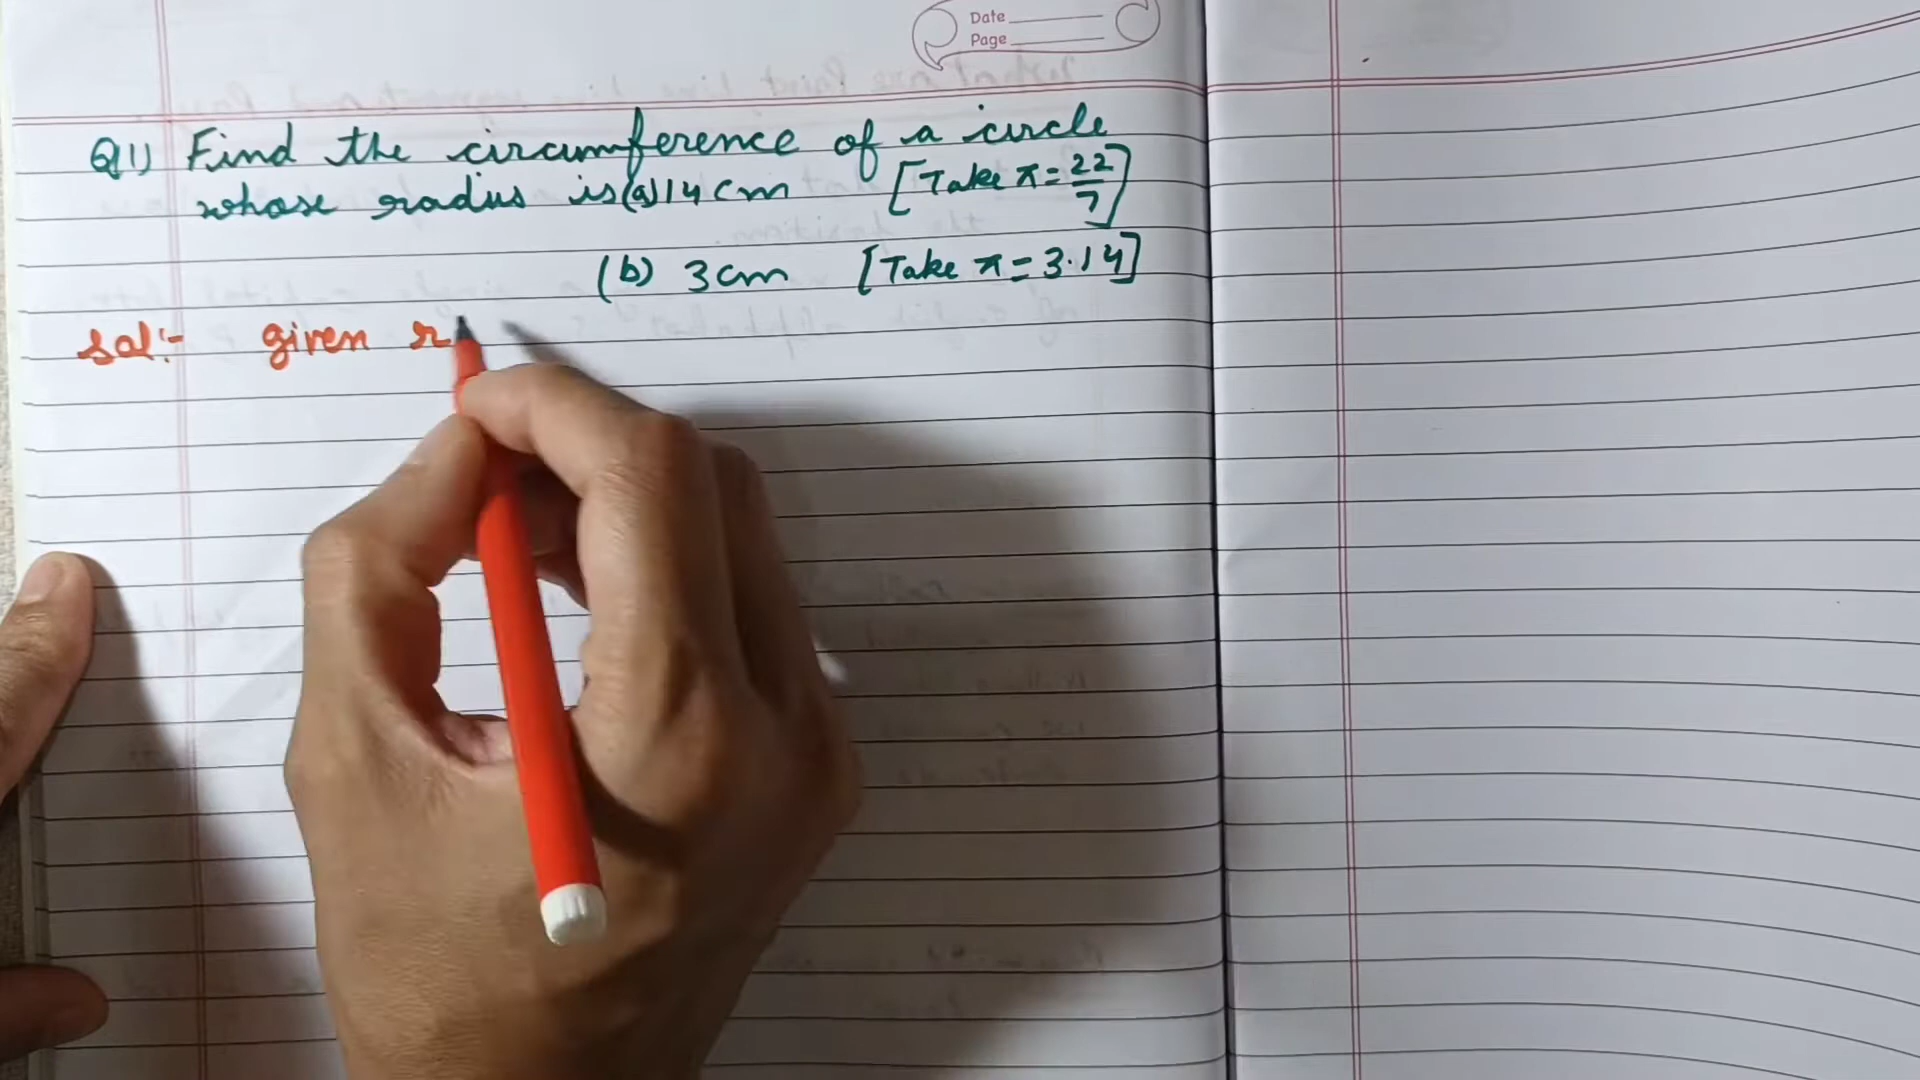 Date
Page
Q1) Find the circumference of a circle
whose radius is (a) 14 cm [Take π = 22/7]
(b) 3 cm [Take π = 3.14]
Sol:- given r